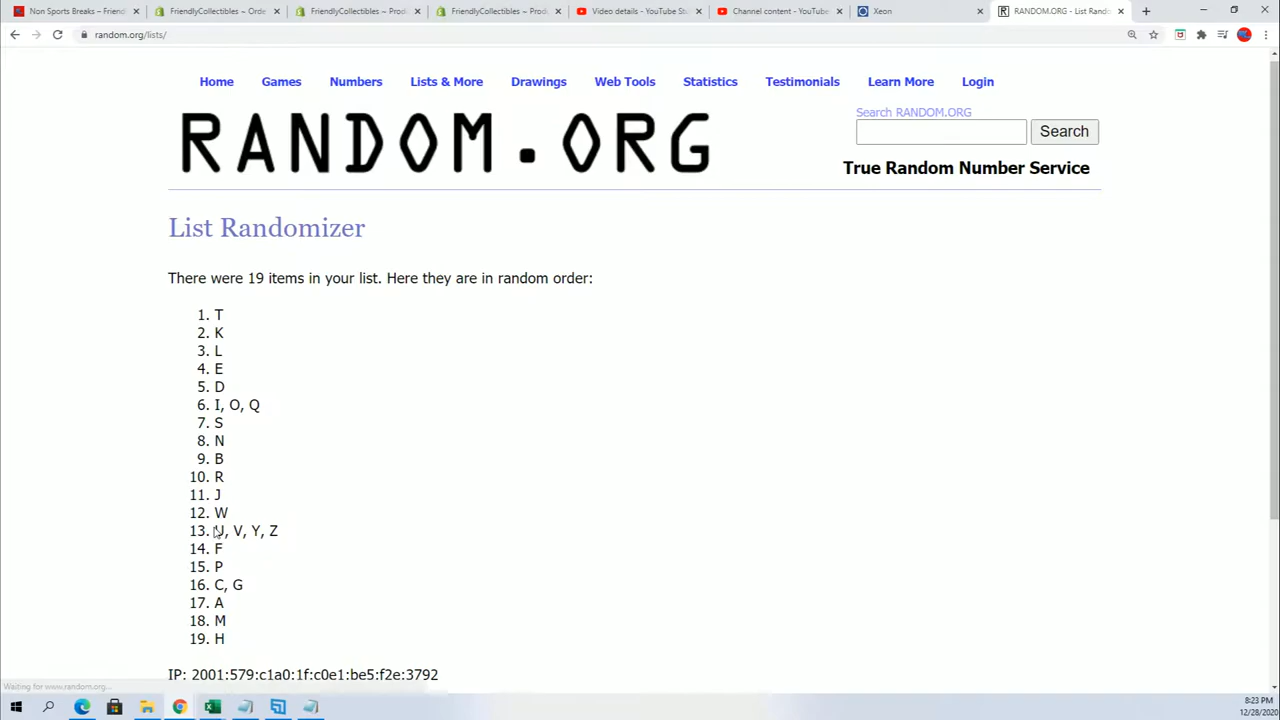 Non Sports Breaks – Friendl
FriendlyCollectibles ~ Orde
FriendlyCollectibles ~ Prod
FriendlyCollectibles ~ Prod
Video details - YouTube St
Channel content - YouTube
Xeon
RANDOM.ORG - List Rando
random.org/lists/
Home Games Numbers Lists & More Drawings Web Tools Statistics Testimonials Learn More Login
RANDOM.ORG
Search RANDOM.ORG
Search
True Random Number Service
List Randomizer
There were 19 items in your list. Here they are in random order:
1. T
2. K
3. L
4. E
5. D
6. I, O, Q
7. S
8. N
9. B
10. R
11. J
12. W
13. U, V, Y, Z
14. F
15. P
16. C, G
17. A
18. M
19. H
IP: 2001:579:c1a0:1f:c0e1:be5:f2e:3792
Waiting for www.random.org...
8:23 PM
12/28/2020